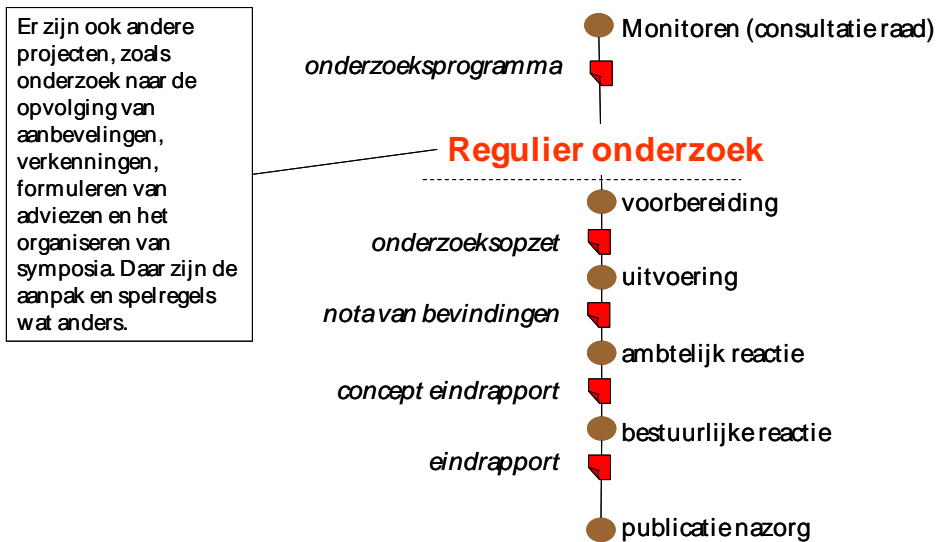 Er zijn ook andere
projecten, zoals
onderzoek naar de
opvolging van
aanbevelingen,
verkenningen,
formuleren van
adviezen en het
organiseren van
symposia. Daar zijn de
aanpak en spelregels
wat anders.
Monitoren (consultatie raad)
onderzoeksprogramma
Regulier onderzoek
voorbereiding
onderzoeksopzet
uitvoering
nota van bevindingen
ambtelijk reactie
concept eindrapport
bestuurlijke reactie
eindrapport
publicatie nazorg